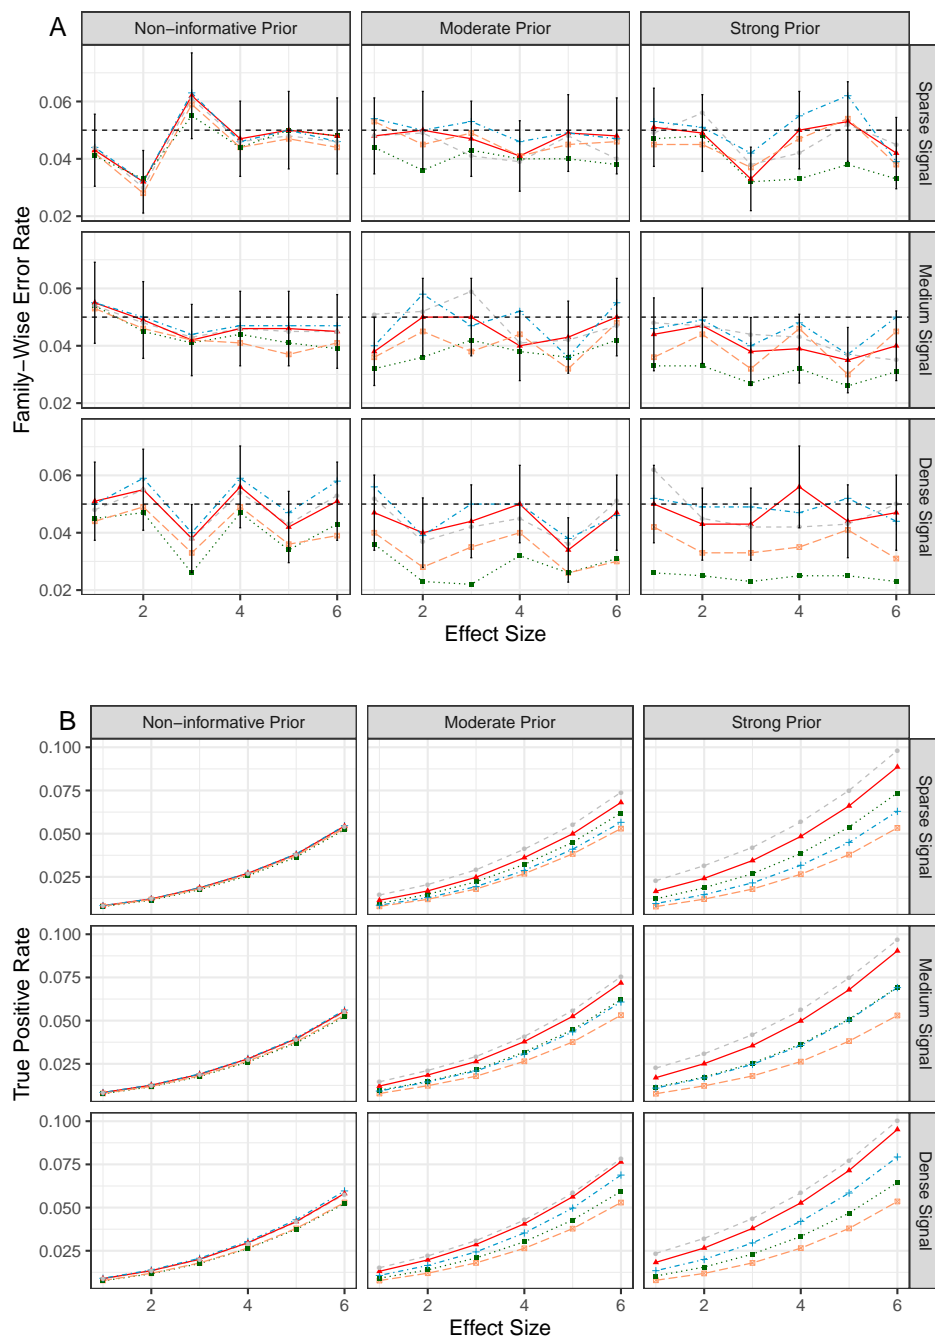 A
Non−informative Prior
Moderate Prior
Strong Prior
Family−Wise Error Rate
0.06
0.04
0.02
Sparse Signal
0.06
0.04
0.02
Medium Signal
0.06
0.04
0.02
Dense Signal
2 4 6
2 4 6
2 4 6
Effect Size
B
Non−informative Prior
Moderate Prior
Strong Prior
True Positive Rate
0.100
0.075
0.050
0.025
Sparse Signal
0.100
0.075
0.050
0.025
Medium Signal
0.100
0.075
0.050
0.025
Dense Signal
2 4 6
2 4 6
2 4 6
Effect Size